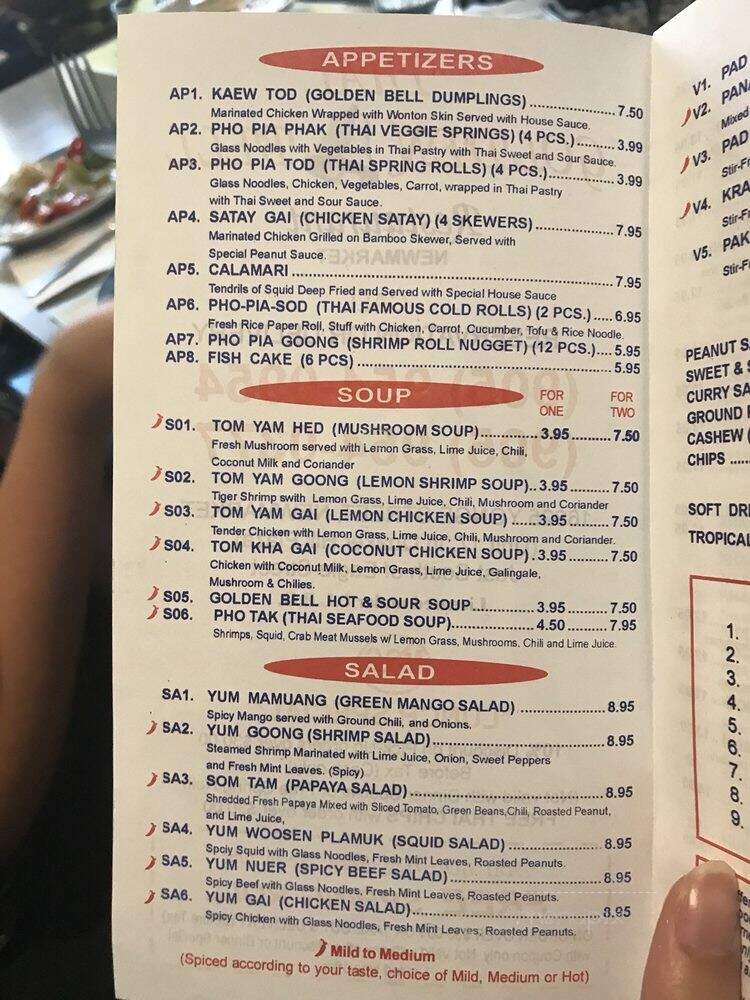 APPETIZERS
AP1. KAEW TOD (GOLDEN BELL DUMPLINGS)....................7.50
Marinated Chicken Wrapped with Wonton Skin Served with House Sauce.
AP2. PHO PIA PHAK (THAI VEGGIE SPRINGS) (4 PCS.)........3.99
Glass Noodles with Vegetables in Thai Pastry with Thai Sweet and Sour Sauce.
AP3. PHO PIA TOD (THAI SPRING ROLLS) (4 PCS.)..............3.99
Glass Noodles, Chicken, Vegetables, Carrot, wrapped in Thai Pastry
with Thai Sweet and Sour Sauce.
AP4. SATAY GAI (CHICKEN SATAY) (4 SKEWERS)..............7.95
Marinated Chicken Grilled on Bamboo Skewer, Served with
Special Peanut Sauce.
AP5. CALAMARI..............................7.95
Tendrils of Squid Deep Fried and Served with Special House Sauce
AP6. PHO-PIA-SOD (THAI FAMOUS COLD ROLLS) (2 PCS.).....6.95
Fresh Rice Paper Roll, Stuff with Chicken, Carrot, Cucumber, Tofu & Rice Noodle.
AP7. PHO PIA GOONG (SHRIMP ROLL NUGGET) (12 PCS.)....5.95
AP8. FISH CAKE (6 PCS)..............................5.95
SOUP FOR ONE FOR TWO
S01. TOM YAM HED (MUSHROOM SOUP).............3.95..........7.50
Fresh Mushroom served with Lemon Grass, Lime Juice, Chili,
Coconut Milk and Coriander
S02. TOM YAM GOONG (LEMON SHRIMP SOUP)..3.95..........7.50
Tiger Shrimp swith Lemon Grass, Lime Juice, Chili, Mushroom and Coriander
S03. TOM YAM GAI (LEMON CHICKEN SOUP) ......3.95..........7.50
Tender Chicken with Lemon Grass, Lime Juice, Chili, Mushroom and Coriander.
S04. TOM KHA GAI (COCONUT CHICKEN SOUP).3.95..........7.50
Chicken with Coconut Milk, Lemon Grass, Lime Juice, Galingale,
Mushroom & Chilies.
S05. GOLDEN BELL HOT & SOUR SOUP..............3.95..........7.50
S06. PHO TAK (THAI SEAFOOD SOUP)..................4.50..........7.95
Shrimps, Squid, Crab Meat Mussels w/ Lemon Grass, Mushrooms, Chili and Lime Juice.
SALAD
SA1. YUM MAMUANG (GREEN MANGO SALAD) ....................8.95
Spicy Mango served with Ground Chili, and Onions.
SA2. YUM GOONG (SHRIMP SALAD)..............................8.95
Steamed Shrimp Marinated with Lime Juice, Onion, Sweet Peppers
and Fresh Mint Leaves. (Spicy)
SA3. SOM TAM (PAPAYA SALAD)..............................8.95
Shredded Fresh Papaya Mixed with Sliced Tomato, Green Beans,Chili, Roasted Peanut,
and Lime Juice,
SA4. YUM WOOSEN PLAMUK (SQUID SALAD) ....................8.95
Spciy Squid with Glass Noodles, Fresh Mint Leaves, Roasted Peanuts.
SA5. YUM NUER (SPICY BEEF SALAD)..............................8.95
Spicy Beef with Glass Noodles, Fresh Mint Leaves, Roasted Peanuts.
SA6. YUM GAI (CHICKEN SALAD)..............................8.95
Spicy Chicken with Glass Noodles, Fresh Mint Leaves, Roasted Peanuts.
Mild to Medium
(Spiced according to your taste, choice of Mild, Medium or Hot)
V1. PAD
V2. PANA
Mixed
V3. PAD
Stir-Fr
V4. KRA
Stir-Fr
V5. PAK
Stir-Fr
PEANUT S
SWEET & S
CURRY SA
GROUND
CASHEW (
CHIPS .....
SOFT DRI
TROPICAL
1.
2.
3.
4.
5.
6.
7.
8.
9.